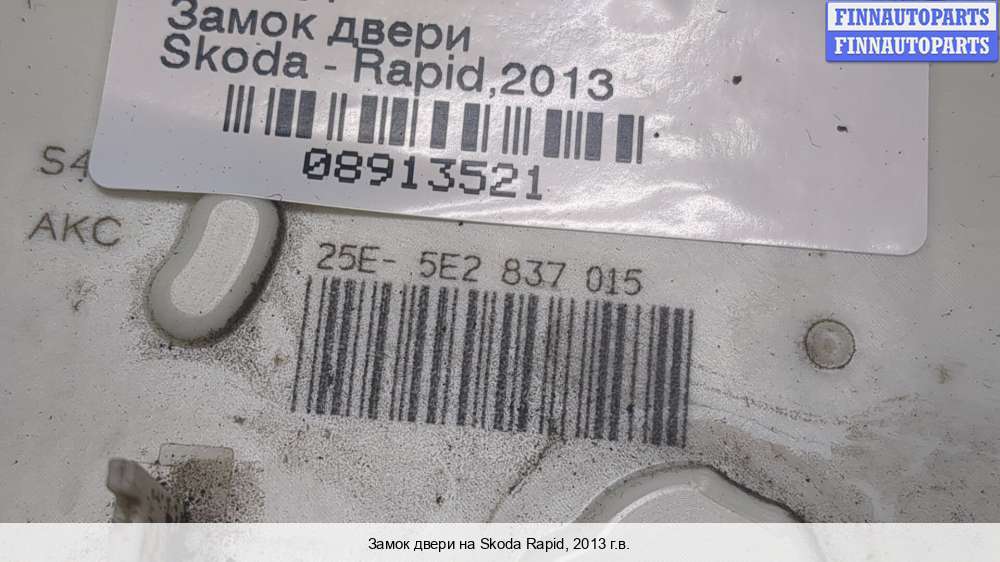 FINNAUTOPARTS
FINNAUTOPARTS
Замок двери
Skoda - Rapid,2013
08913521
S4
AKC
25E- 5E2 837 015
Замок двери на Skoda Rapid, 2013 г.в.